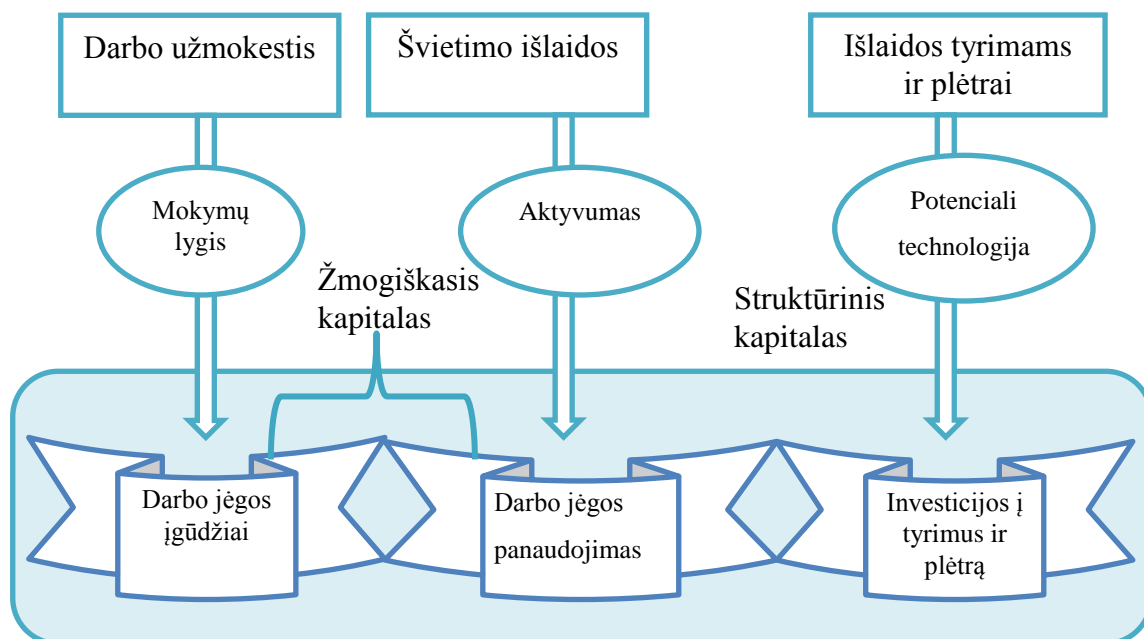 Darbo užmokestis
Švietimo išlaidos
Išlaidos tyrimams
ir plėtrai
Mokymų
lygis
Aktyvumas
Potenciali
technologija
Žmogiškasis
kapitalas
Struktūrinis
kapitalas
Darbo jėgos
įgūdžiai
Darbo jėgos
panaudojimas
Investicijos į
tyrimus ir
plėtrą